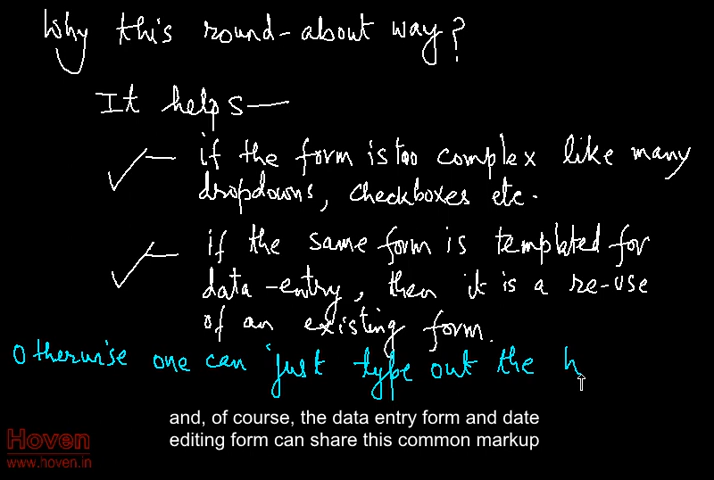 Why this round-about way?
It helps—
if the form is too complex like many
dropdowns, checkboxes etc.
if the same form is templated for
data-entry, then it is a re-use
of an existing form.
Otherwise one can just type out the h
and, of course, the data entry form and date
editing form can share this common markup
Hoven
www.hoven.in